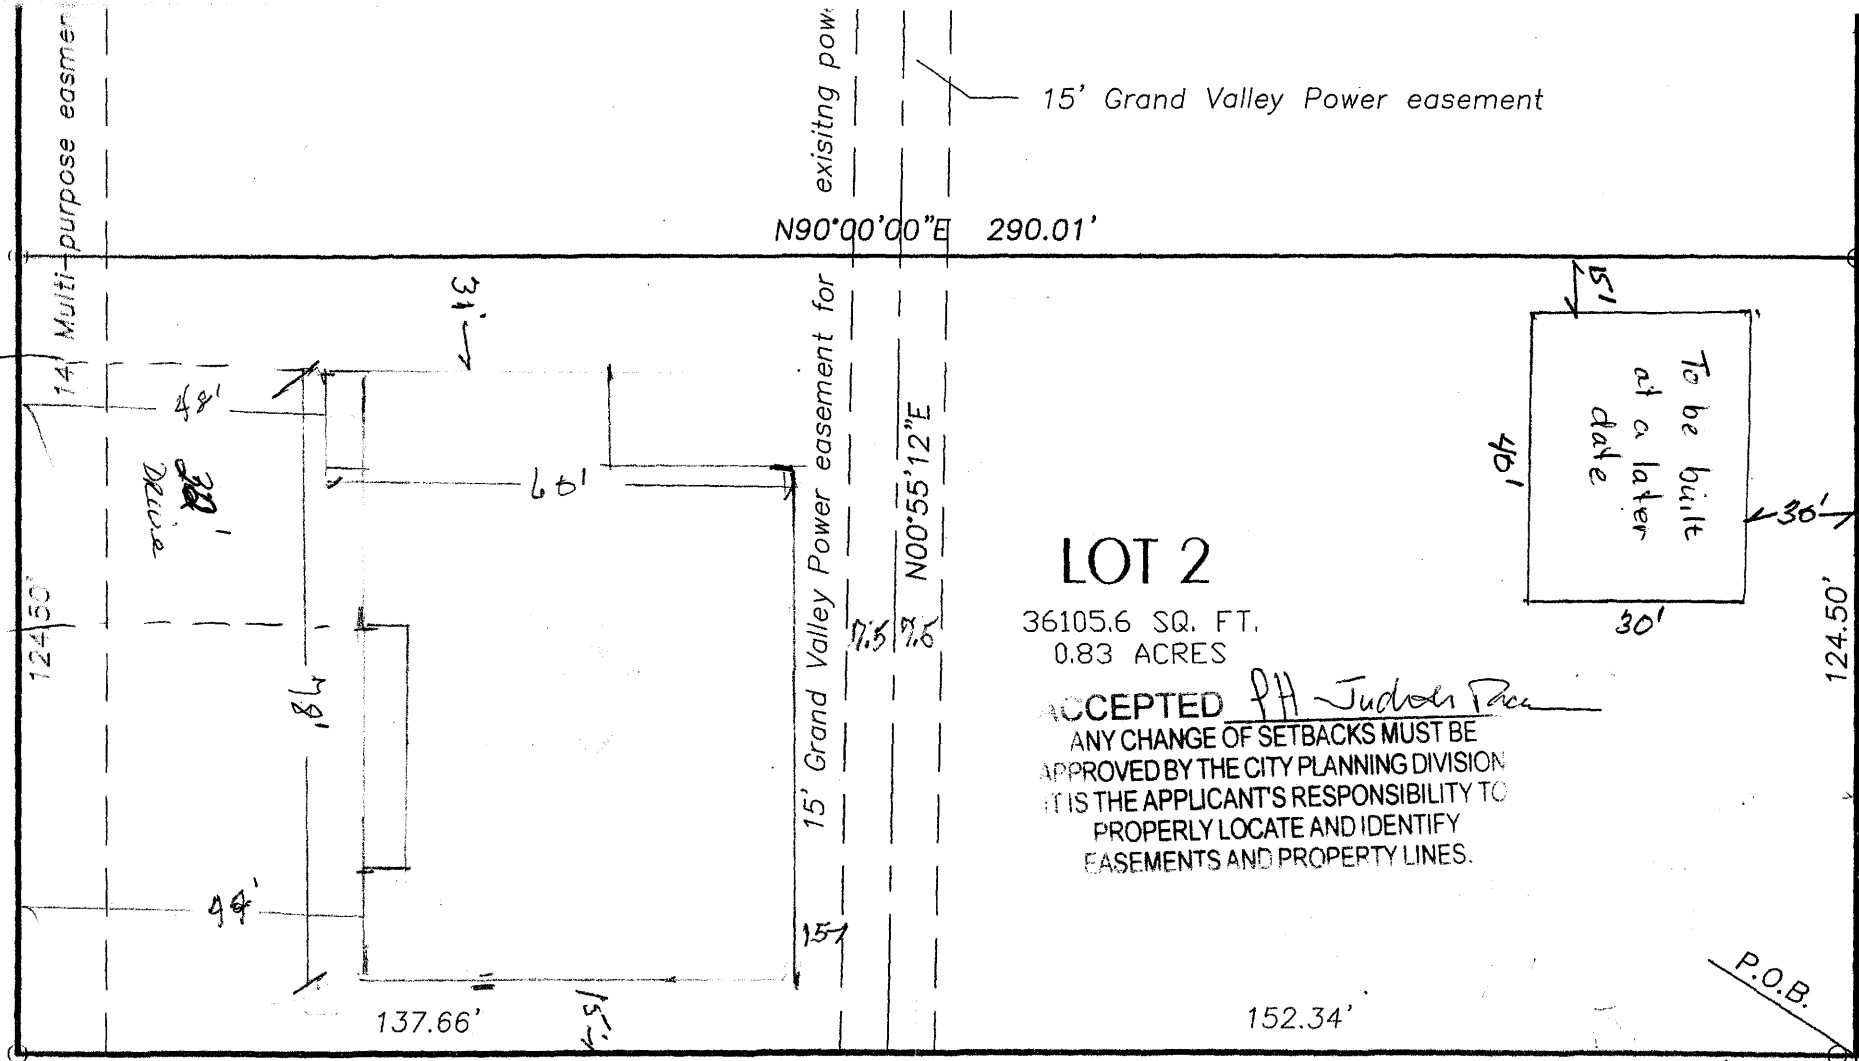 14' Multi-purpose easmen
exisitng pow
15' Grand Valley Power easement
N90°00'00"E 290.01'
31'
15'
48'
Drive
124.50'
15' Grand Valley Power easement for
N00°55'12"E
7.5 7.5
To be built
at a later
date
40'
30'
30'
124.50'
LOT 2
36105.6 SQ. FT.
0.83 ACRES
ACCEPTED
ANY CHANGE OF SETBACKS MUST BE
APPROVED BY THE CITY PLANNING DIVISION
IT IS THE APPLICANT'S RESPONSIBILITY TO
PROPERLY LOCATE AND IDENTIFY
EASEMENTS AND PROPERTY LINES.
15'
137.66'
15'
152.34'
P.O.B.